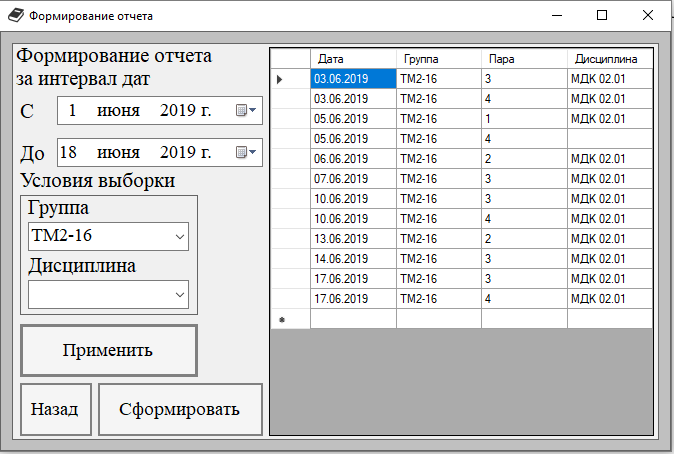 Формирование отчета
Формирование отчета
за интервал дат
С 1 июня 2019 г.
До 18 июня 2019 г.
Условия выборки
Группа
ТМ2-16
Дисциплина
Применить
Назад Сформировать
Дата Группа Пара Дисциплина
03.06.2019 ТМ2-16 3 МДК 02.01
03.06.2019 ТМ2-16 4 МДК 02.01
05.06.2019 ТМ2-16 1 МДК 02.01
05.06.2019 ТМ2-16 4
06.06.2019 ТМ2-16 2 МДК 02.01
07.06.2019 ТМ2-16 3 МДК 02.01
10.06.2019 ТМ2-16 3 МДК 02.01
10.06.2019 ТМ2-16 4 МДК 02.01
13.06.2019 ТМ2-16 2 МДК 02.01
14.06.2019 ТМ2-16 3 МДК 02.01
17.06.2019 ТМ2-16 3 МДК 02.01
17.06.2019 ТМ2-16 4 МДК 02.01